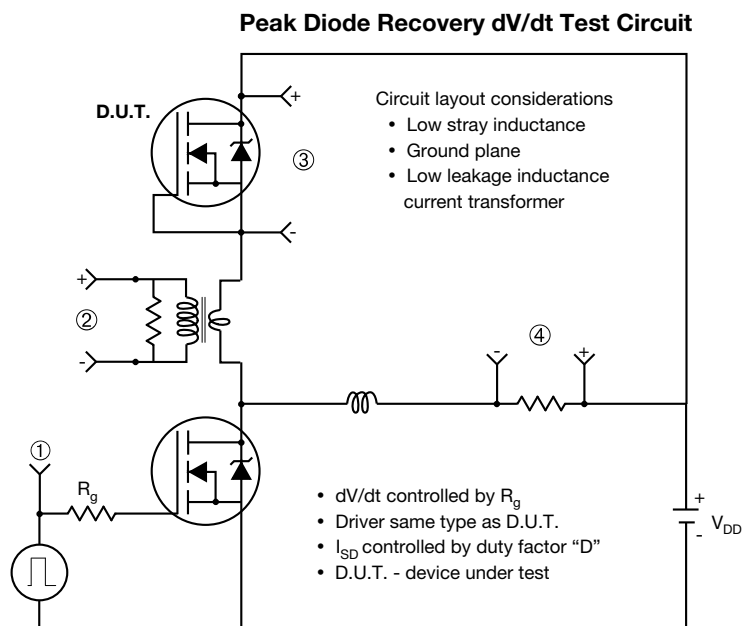 Peak Diode Recovery dV/dt Test Circuit
D.U.T.
+
-
③
Circuit layout considerations
• Low stray inductance
• Ground plane
• Low leakage inductance
current transformer
+
②
-
④
-
+
①
Rg
• dV/dt controlled by Rg
• Driver same type as D.U.T.
• ISD controlled by duty factor “D”
• D.U.T. - device under test
+
-
VDD